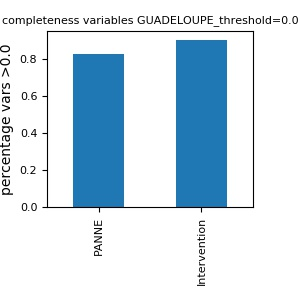 completeness variables GUADELOUPE_threshold=0.0
percentage vars >0.0
0.8
0.6
0.4
0.2
0.0
PANNE
Intervention